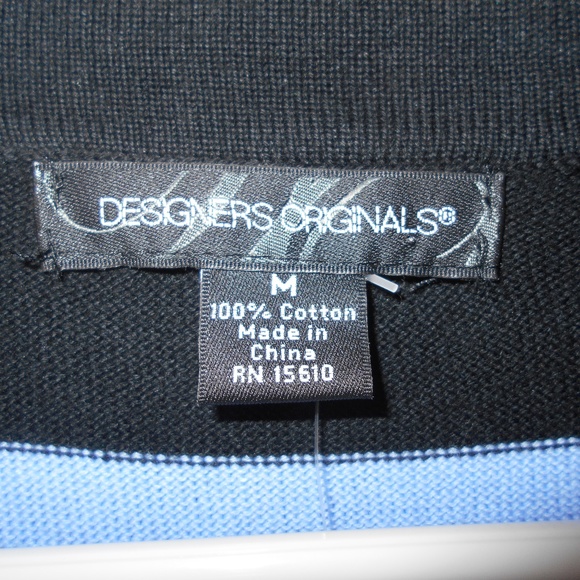 DESIGNERS ORIGINALS®
M
100% Cotton
Made in
China
RN 15610